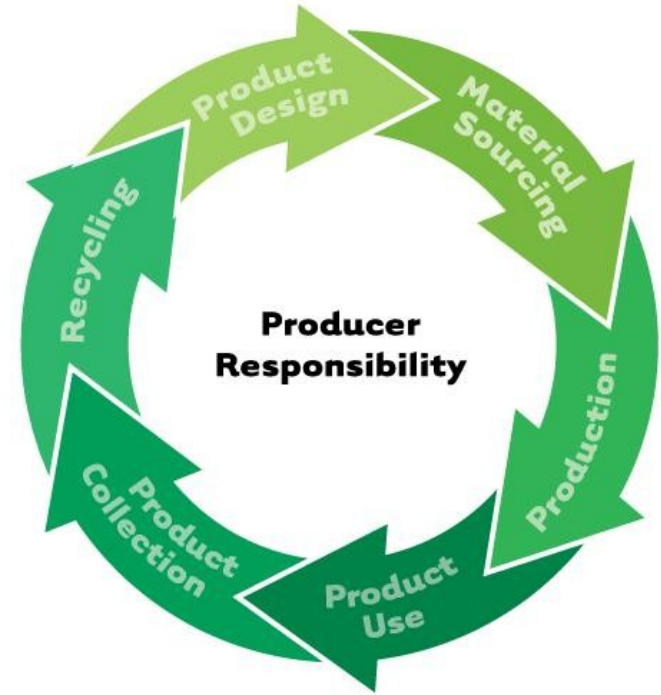 Product
Design
Material
Sourcing
Production
Product
Use
Product
Collection
Recycling
Producer
Responsibility